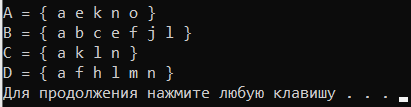 A = { a e k n o }
B = { a b c e f j l }
C = { a k l n }
D = { a f h l m n }
Для продолжения нажмите любую клавишу . . .